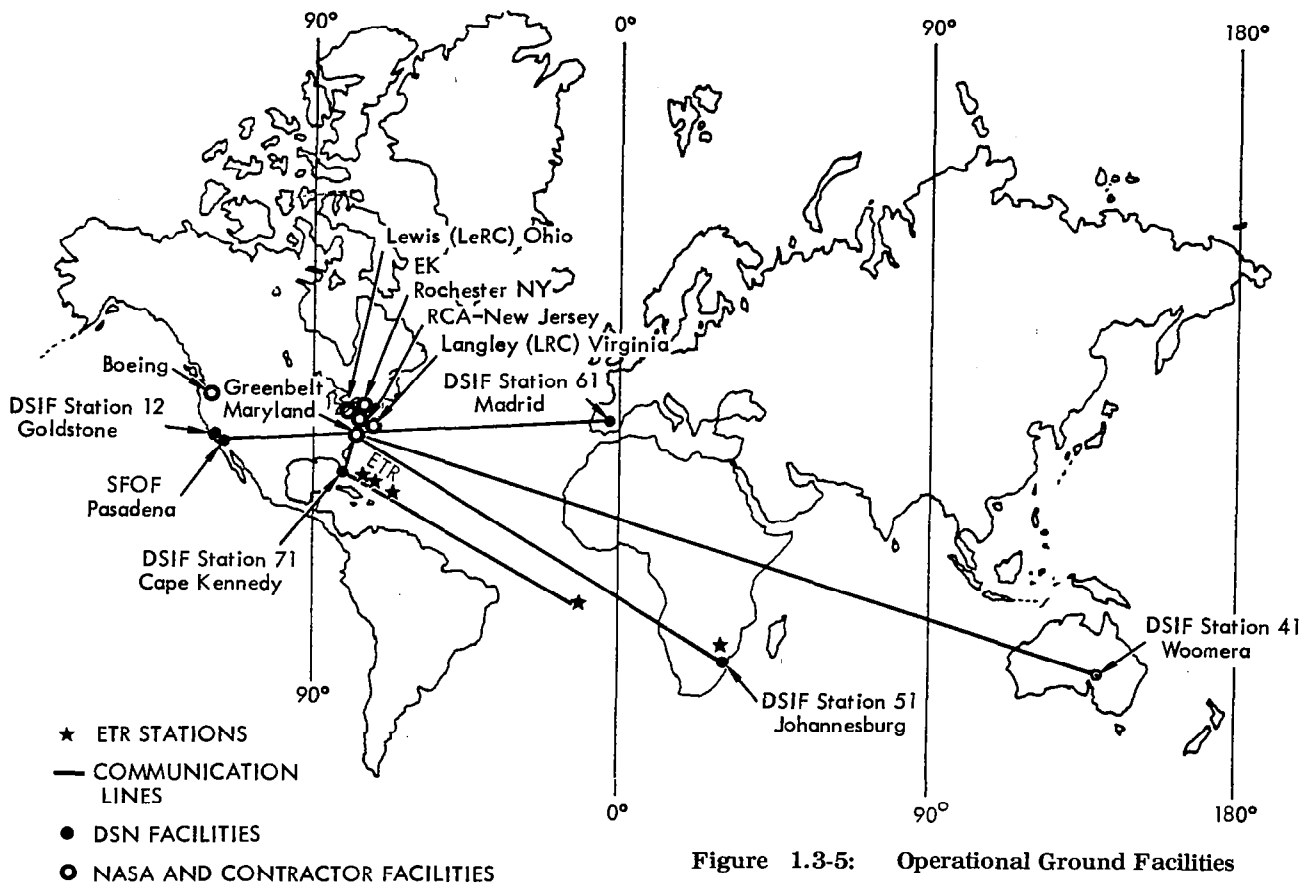 90°
0°
90°
180°
Lewis (LeRC) Ohio
EK
Rochester NY
RCA-New Jersey
Langley (LRC) Virginia
Boeing
Greenbelt
Maryland
DSIF Station 61
Madrid
DSIF Station 12
Goldstone
ETR
SFOF
Pasadena
DSIF Station 71
Cape Kennedy
DSIF Station 41
Woomera
90°
DSIF Station 51
Johannesburg
★ ETR STATIONS
COMMUNICATION
LINES
DSN FACILITIES
NASA AND CONTRACTOR FACILITIES
0°
90°
180°
Figure 1.3-5: Operational Ground Facilities